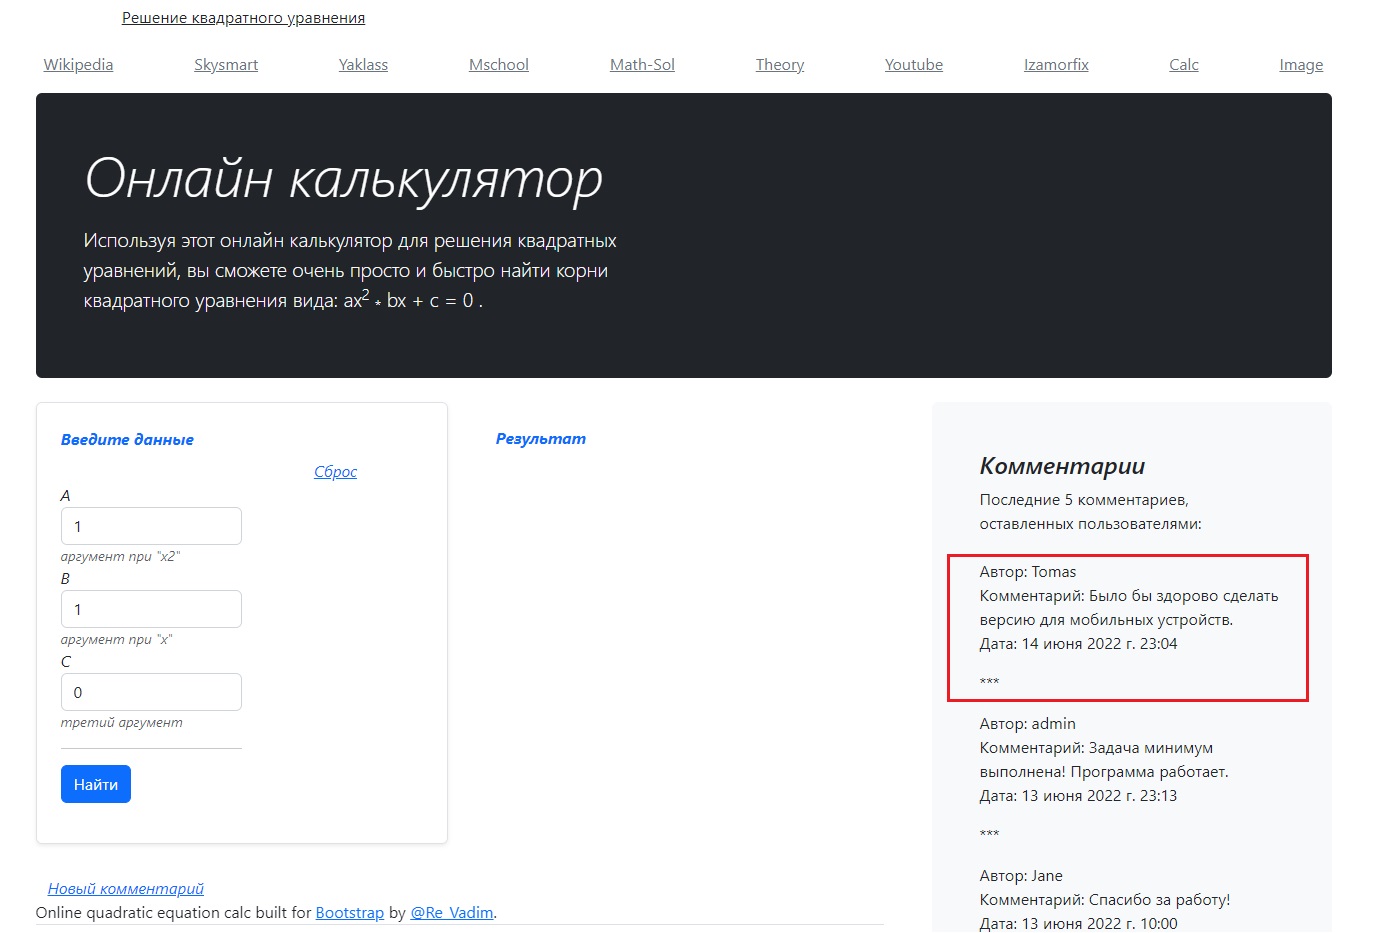 Решение квадратного уравнения
Wikipedia Skysmart Yaklass Mschool Math-Sol Theory Youtube Izamorfix Calc Image
Онлайн калькулятор
Используя этот онлайн калькулятор для решения квадратных
уравнений, вы сможете очень просто и быстро найти корни
квадратного уравнения вида: ax² * bx + c = 0 .
Введите данные
Сброс
A
1
аргумент при "x2"
B
1
аргумент при "x"
C
0
третий аргумент
Найти
Результат
Комментарии
Последние 5 комментариев,
оставленных пользователями:
Автор: Tomas
Комментарий: Было бы здорово сделать
версию для мобильных устройств.
Дата: 14 июня 2022 г. 23:04
***
Автор: admin
Комментарий: Задача минимум
выполнена! Программа работает.
Дата: 13 июня 2022 г. 23:13
***
Автор: Jane
Комментарий: Спасибо за работу!
Дата: 13 июня 2022 г. 10:00
Новый комментарий
Online quadratic equation calc built for Bootstrap by @Re_Vadim.